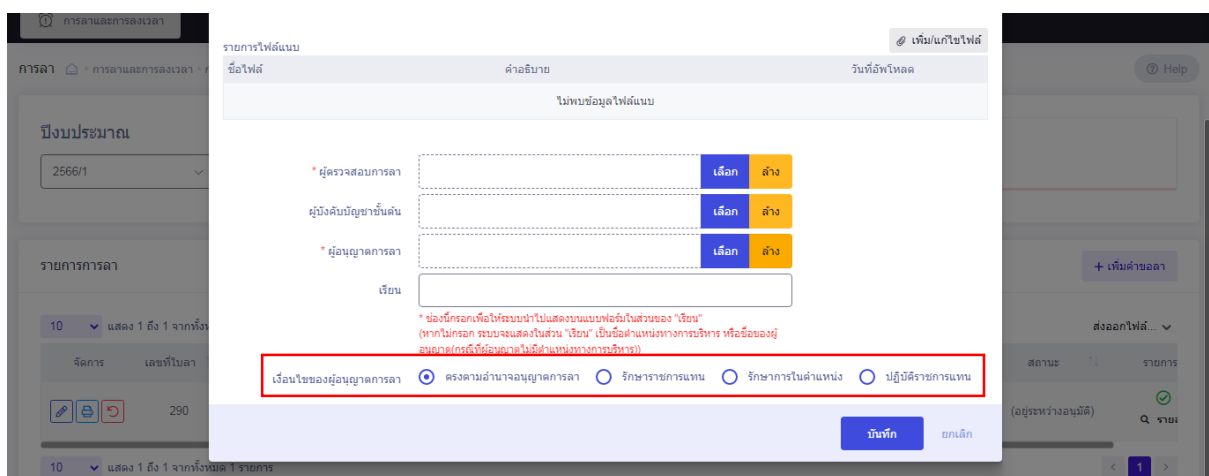 การลาและการลงเวลา
รายการไฟล์แนบ
เพิ่ม/แก้ไขไฟล์
การลา การลาและการลงเวลา
ชื่อไฟล์ คำอธิบาย วันที่อัพโหลด
Help
ไม่พบข้อมูลไฟล์แนบ
ปีงบประมาณ
2566/1
* ผู้ตรวจสอบการลา เลือก ล้าง
ผู้บังคับบัญชาชั้นต้น เลือก ล้าง
* ผู้อนุญาตการลา เลือก ล้าง
รายการการลา
+ เพิ่มคำขอลา
เรียน
* ช่องนี้กรอกเพื่อให้ระบบนำไปแสดงบนแบบฟอร์มในส่วนของ "เรียน"
(หากไม่กรอก ระบบจะแสดงในส่วน "เรียน" เป็นชื่อตำแหน่งทางการบริหาร หรือชื่อของผู้
อนุญาต(กรณีที่ผู้อนุญาตไม่มีตำแหน่งทางการบริหาร))
10 แสดง 1 ถึง 1 จากทั้งห
ส่งออกไฟล์...
จัดการ เลขที่ใบลา
สถานะ รายการ
เงื่อนไขของผู้อนุญาตการลา ตรงตามอำนาจอนุญาตการลา รักษาราชการแทน รักษาการในตำแหน่ง ปฏิบัติราชการแทน
290
(อยู่ระหว่างอนุมัติ)
บันทึก ยกเลิก
10 แสดง 1 ถึง 1 จากทั้งหมด 1 รายการ
1